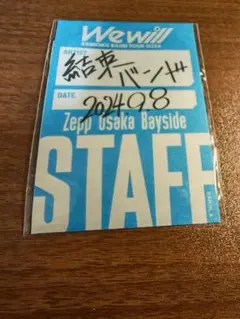 We will
ARTIST
結束バンド
DATE
2024 9 8
Zepp Osaka Bayside
STAFF